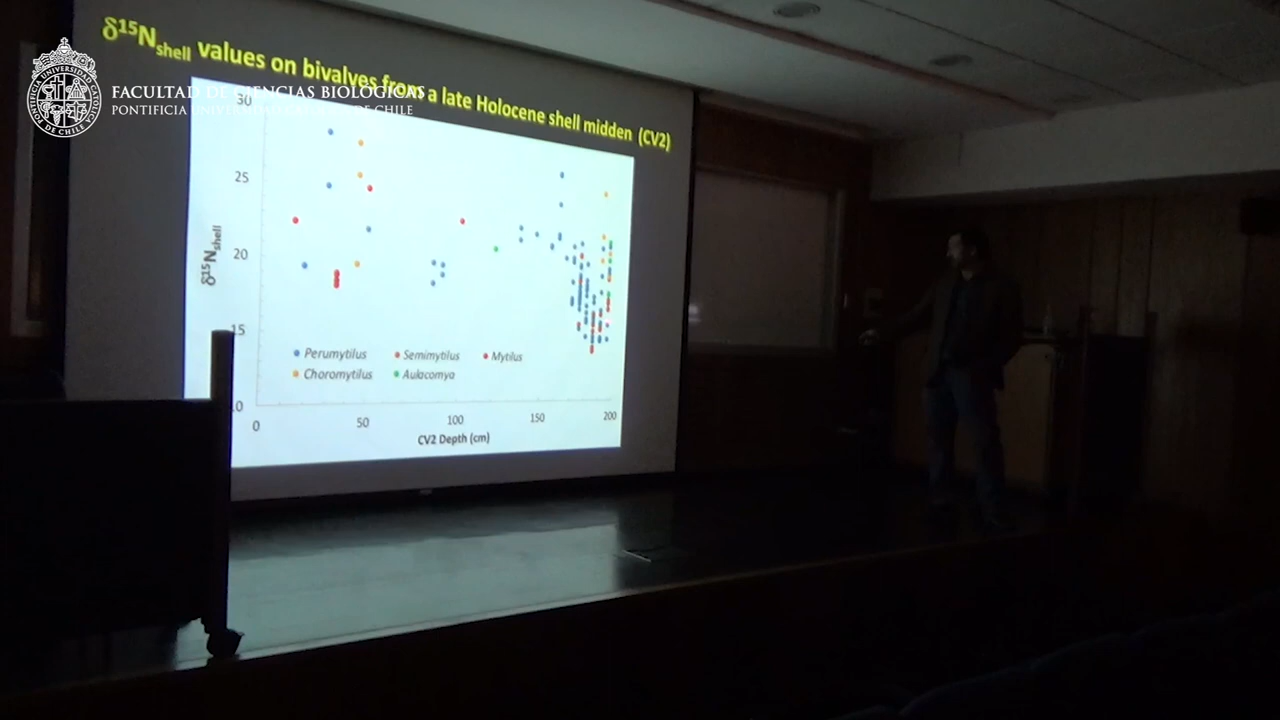 δ15Nshell values on bivalves from a late Holocene shell midden (CV2)
FACULTAD DE CIENCIAS BIOLÓGICAS
PONTIFICIA UNIVERSIDAD CATÓLICA DE CHILE
30
25
20
15
10
δ15Nshell
Perumytilus
Semimytilus
Mytilus
Choromytilus
Aulacomya
0
50
100
150
200
CV2 Depth (cm)